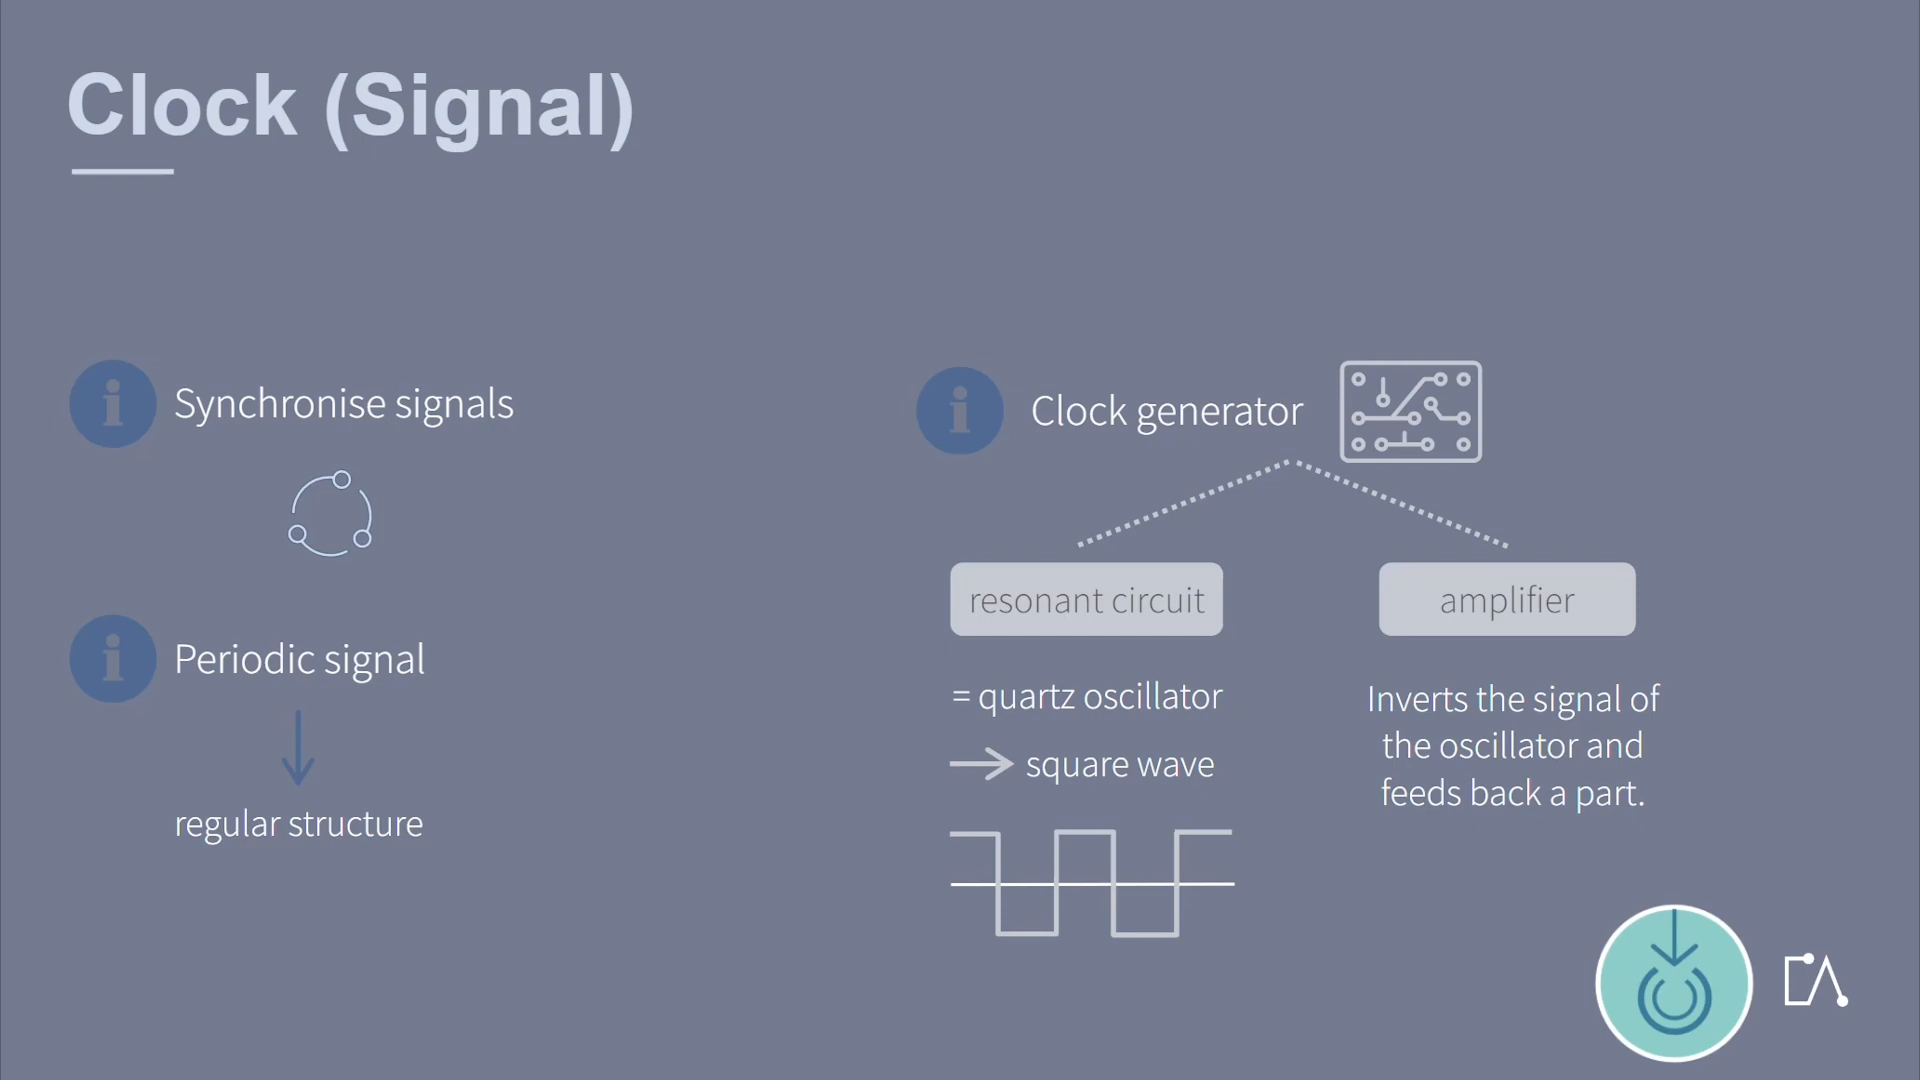 Clock (Signal)
Synchronise signals
Periodic signal
regular structure
Clock generator
resonant circuit
= quartz oscillator
square wave
amplifier
Inverts the signal of
the oscillator and
feeds back a part.